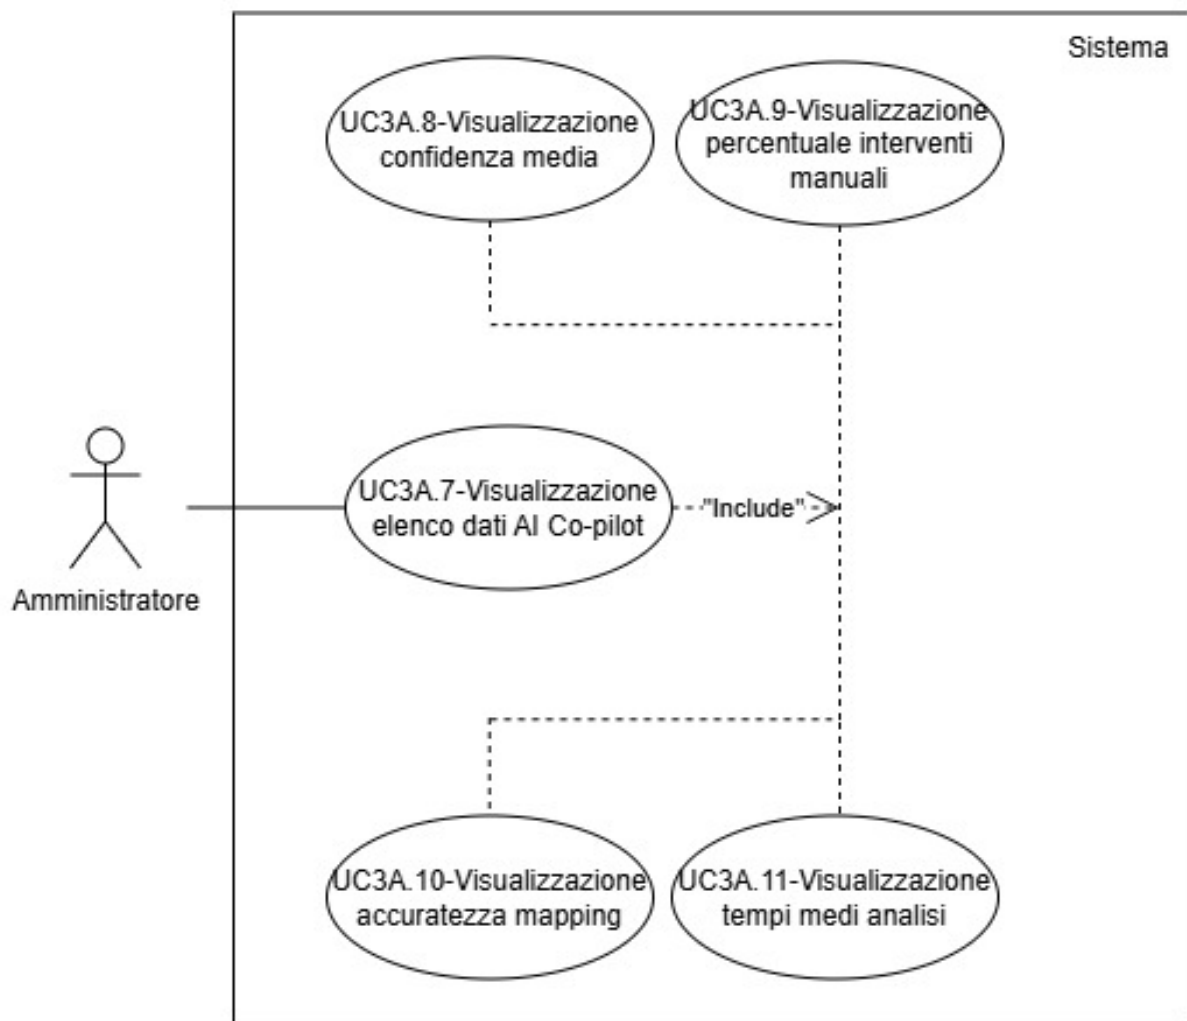 Sistema
UC3A.8-Visualizzazione
confidenza media
UC3A.9-Visualizzazione
percentuale interventi
manuali
UC3A.7-Visualizzazione
elenco dati AI Co-pilot
"Include"
Amministratore
UC3A.10-Visualizzazione
accuratezza mapping
UC3A.11-Visualizzazione
tempi medi analisi